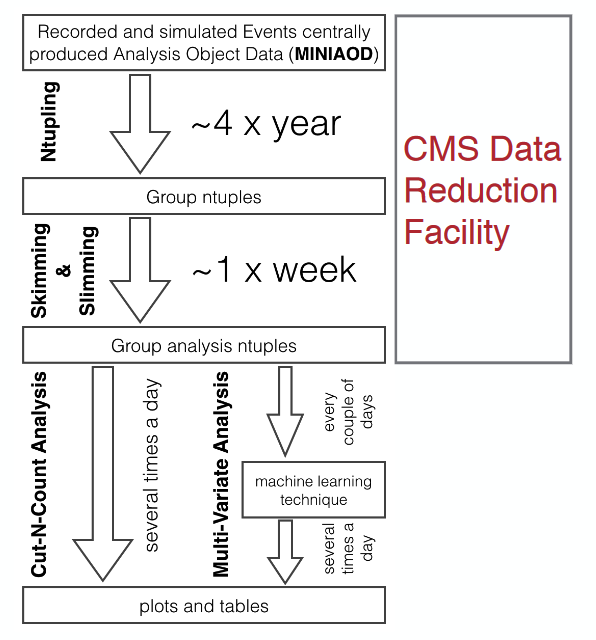 Recorded and simulated Events centrally
produced Analysis Object Data (MINIAOD)
CMS Data
Reduction
Facility
Ntupling
~4 x year
Group ntuples
Skimming
&
Slimming
~1 x week
Group analysis ntuples
Cut-N-Count Analysis
several times a day
Multi-Variate Analysis
every
couple of
days
machine learning
technique
several
times a
day
plots and tables